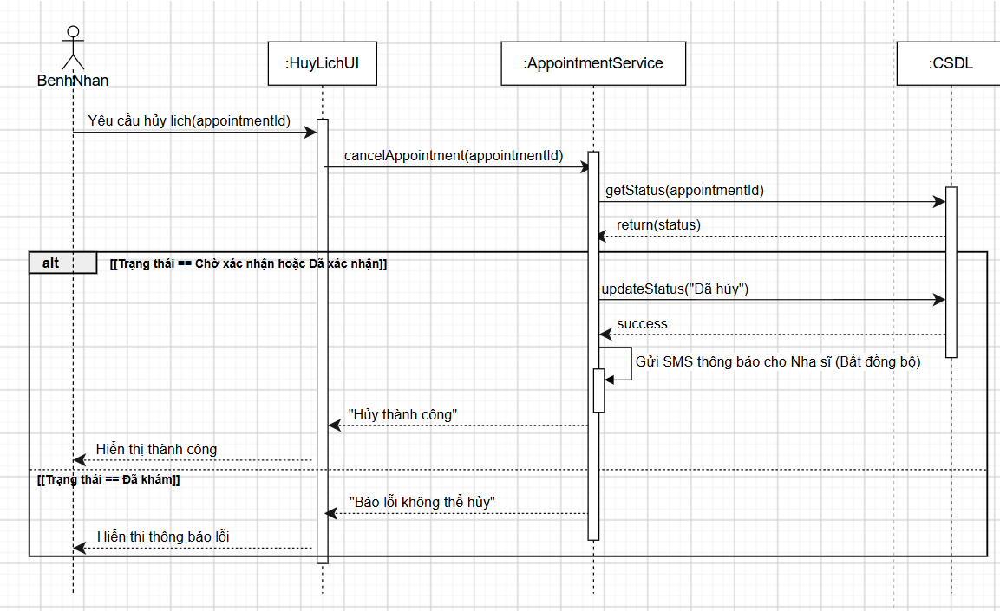 BenhNhan
:HuyLichUI
:AppointmentService
:CSDL
Yêu cầu hủy lịch(appointmentId)
cancelAppointment(appointmentId)
getStatus(appointmentId)
return(status)
alt
[[Trạng thái == Chờ xác nhận hoặc Đã xác nhận]]
updateStatus("Đã hủy")
success
Gửi SMS thông báo cho Nha sĩ (Bất đồng bộ)
"Hủy thành công"
Hiển thị thành công
[[Trạng thái == Đã khám]]
"Báo lỗi không thể hủy"
Hiển thị thông báo lỗi